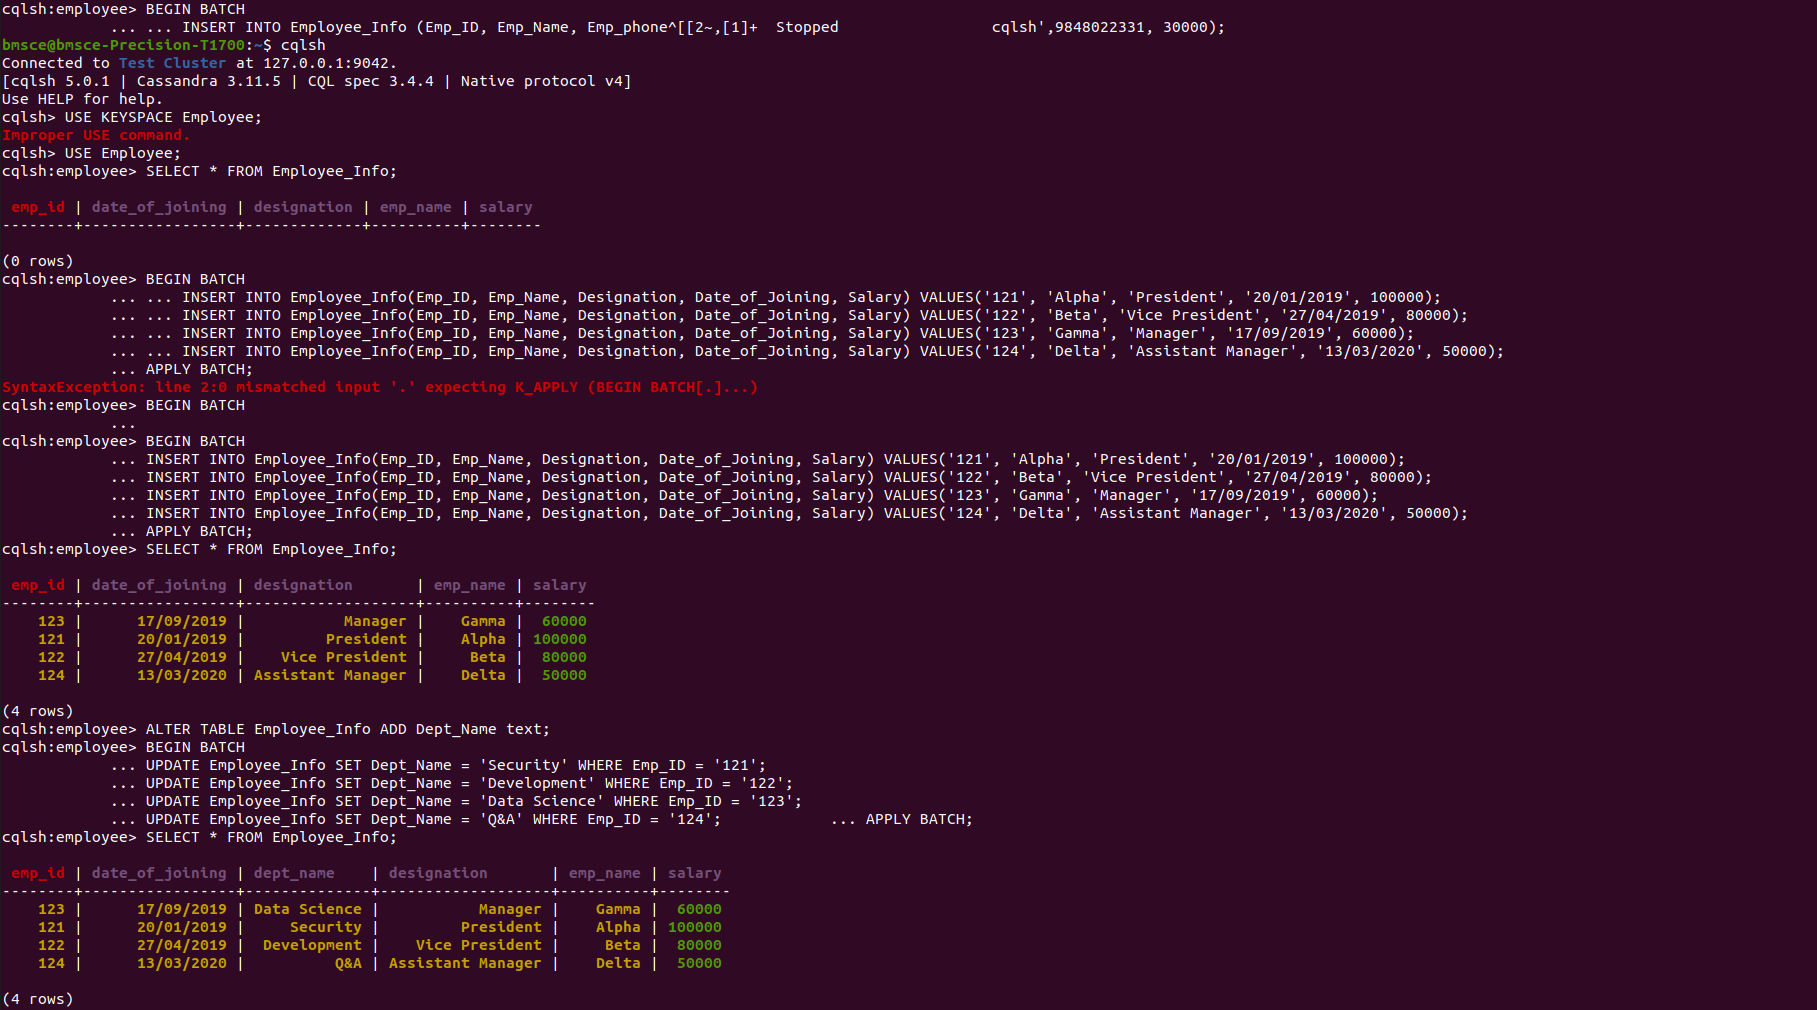 cqlsh:employee> BEGIN BATCH
            ... ... INSERT INTO Employee_Info (Emp_ID, Emp_Name, Emp_phone^[[2~,[1]+  Stopped                 cqlsh',9848022331, 30000);
bmsce@bmsce-Precision-T1700:~$ cqlsh
Connected to Test Cluster at 127.0.0.1:9042.
[cqlsh 5.0.1 | Cassandra 3.11.5 | CQL spec 3.4.4 | Native protocol v4]
Use HELP for help.
cqlsh> USE KEYSPACE Employee;
Improper USE command.
cqlsh> USE Employee;
cqlsh:employee> SELECT * FROM Employee_Info;
 emp_id | date_of_joining | designation | emp_name | salary
--------+-----------------+-------------+----------+--------
(0 rows)
cqlsh:employee> BEGIN BATCH
            ... ... INSERT INTO Employee_Info(Emp_ID, Emp_Name, Designation, Date_of_Joining, Salary) VALUES('121', 'Alpha', 'President', '20/01/2019', 100000);
            ... ... INSERT INTO Employee_Info(Emp_ID, Emp_Name, Designation, Date_of_Joining, Salary) VALUES('122', 'Beta', 'Vice President', '27/04/2019', 80000);
            ... ... INSERT INTO Employee_Info(Emp_ID, Emp_Name, Designation, Date_of_Joining, Salary) VALUES('123', 'Gamma', 'Manager', '17/09/2019', 60000);
            ... ... INSERT INTO Employee_Info(Emp_ID, Emp_Name, Designation, Date_of_Joining, Salary) VALUES('124', 'Delta', 'Assistant Manager', '13/03/2020', 50000);
            ... APPLY BATCH;
SyntaxException: line 2:0 mismatched input '.' expecting K_APPLY (BEGIN BATCH[.]...)
cqlsh:employee> BEGIN BATCH
            ...
cqlsh:employee> BEGIN BATCH
            ... INSERT INTO Employee_Info(Emp_ID, Emp_Name, Designation, Date_of_Joining, Salary) VALUES('121', 'Alpha', 'President', '20/01/2019', 100000);
            ... INSERT INTO Employee_Info(Emp_ID, Emp_Name, Designation, Date_of_Joining, Salary) VALUES('122', 'Beta', 'Vice President', '27/04/2019', 80000);
            ... INSERT INTO Employee_Info(Emp_ID, Emp_Name, Designation, Date_of_Joining, Salary) VALUES('123', 'Gamma', 'Manager', '17/09/2019', 60000);
            ... INSERT INTO Employee_Info(Emp_ID, Emp_Name, Designation, Date_of_Joining, Salary) VALUES('124', 'Delta', 'Assistant Manager', '13/03/2020', 50000);
            ... APPLY BATCH;
cqlsh:employee> SELECT * FROM Employee_Info;
 emp_id | date_of_joining | designation       | emp_name | salary
--------+-----------------+-------------------+----------+--------
    123 |      17/09/2019 |           Manager |    Gamma |  60000
    121 |      20/01/2019 |         President |    Alpha | 100000
    122 |      27/04/2019 |    Vice President |     Beta |  80000
    124 |      13/03/2020 | Assistant Manager |    Delta |  50000
(4 rows)
cqlsh:employee> ALTER TABLE Employee_Info ADD Dept_Name text;
cqlsh:employee> BEGIN BATCH
            ... UPDATE Employee_Info SET Dept_Name = 'Security' WHERE Emp_ID = '121';
            ... UPDATE Employee_Info SET Dept_Name = 'Development' WHERE Emp_ID = '122';
            ... UPDATE Employee_Info SET Dept_Name = 'Data Science' WHERE Emp_ID = '123';
            ... UPDATE Employee_Info SET Dept_Name = 'Q&A' WHERE Emp_ID = '124';            ... APPLY BATCH;
cqlsh:employee> SELECT * FROM Employee_Info;
 emp_id | date_of_joining | dept_name    | designation       | emp_name | salary
--------+-----------------+--------------+-------------------+----------+--------
    123 |      17/09/2019 | Data Science |           Manager |    Gamma |  60000
    121 |      20/01/2019 |     Security |         President |    Alpha | 100000
    122 |      27/04/2019 |  Development |    Vice President |     Beta |  80000
    124 |      13/03/2020 |          Q&A | Assistant Manager |    Delta |  50000
(4 rows)